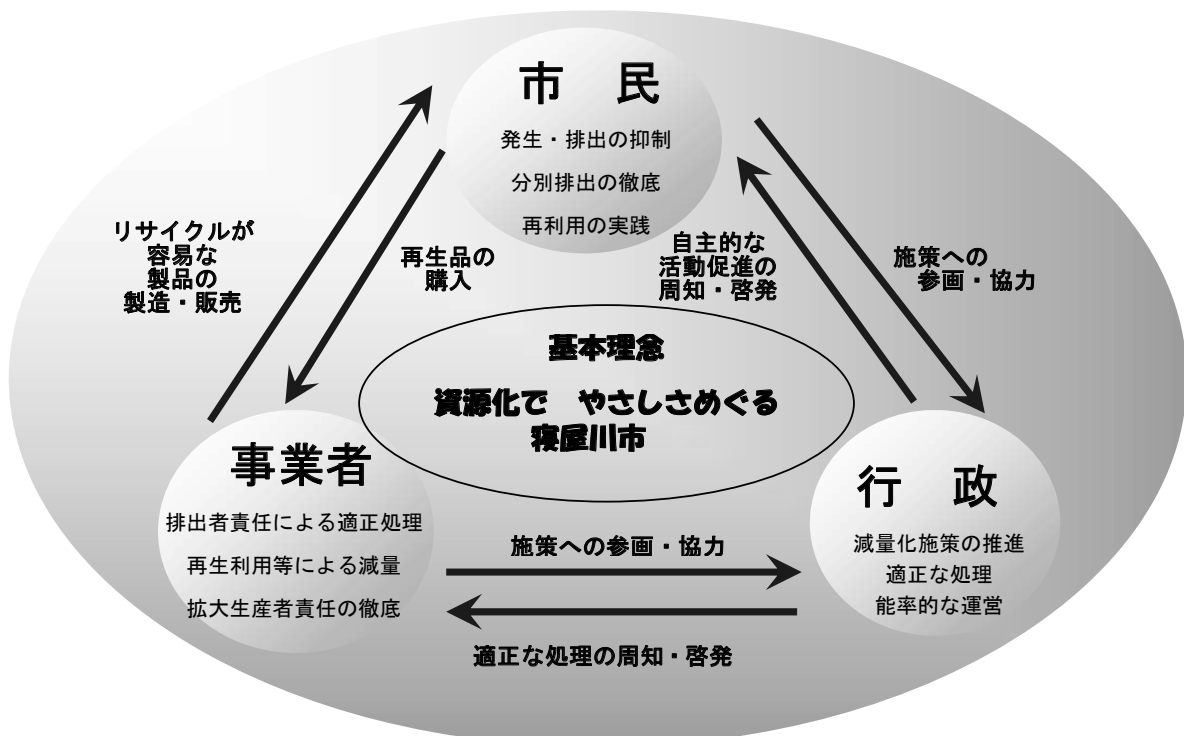 市　民
発生・排出の抑制
分別排出の徹底
再利用の実践
リサイクルが
容易な
製品の
製造・販売
再生品の
購入
自主的な
活動促進の
周知・啓発
施策への
参画・協力
基本理念
資源化で　やさしさめぐる
寝屋川市
事業者
排出者責任による適正処理
再生利用等による減量
拡大生産者責任の徹底
施策への参画・協力
適正な処理の周知・啓発
行　政
減量化施策の推進
適正な処理
能率的な運営